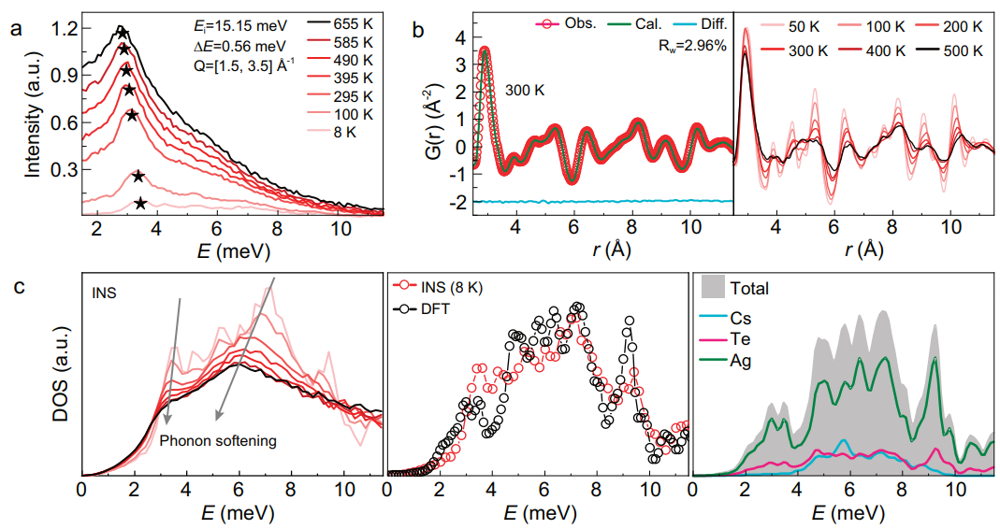 a
Intensity (a.u.)
1.2
0.9
0.6
0.3
Ei=15.15 meV
ΔE=0.56 meV
Q=[1.5, 3.5] Å⁻¹
655 K
585 K
490 K
395 K
295 K
100 K
8 K
2 4 6 8 10
E (meV)
b
G(r) (Å⁻²)
4
3
2
1
0
-1
-2
Obs. Cal. Diff.
Rw=2.96%
300 K
4 6 8 10
r (Å)
50 K 100 K 200 K
300 K 400 K 500 K
4 6 8 10
r (Å)
c
DOS (a.u.)
INS
Phonon softening
0 2 4 6 8 10
E (meV)
INS (8 K)
DFT
0 2 4 6 8 10
E (meV)
Total
Cs
Te
Ag
0 2 4 6 8 10
E (meV)